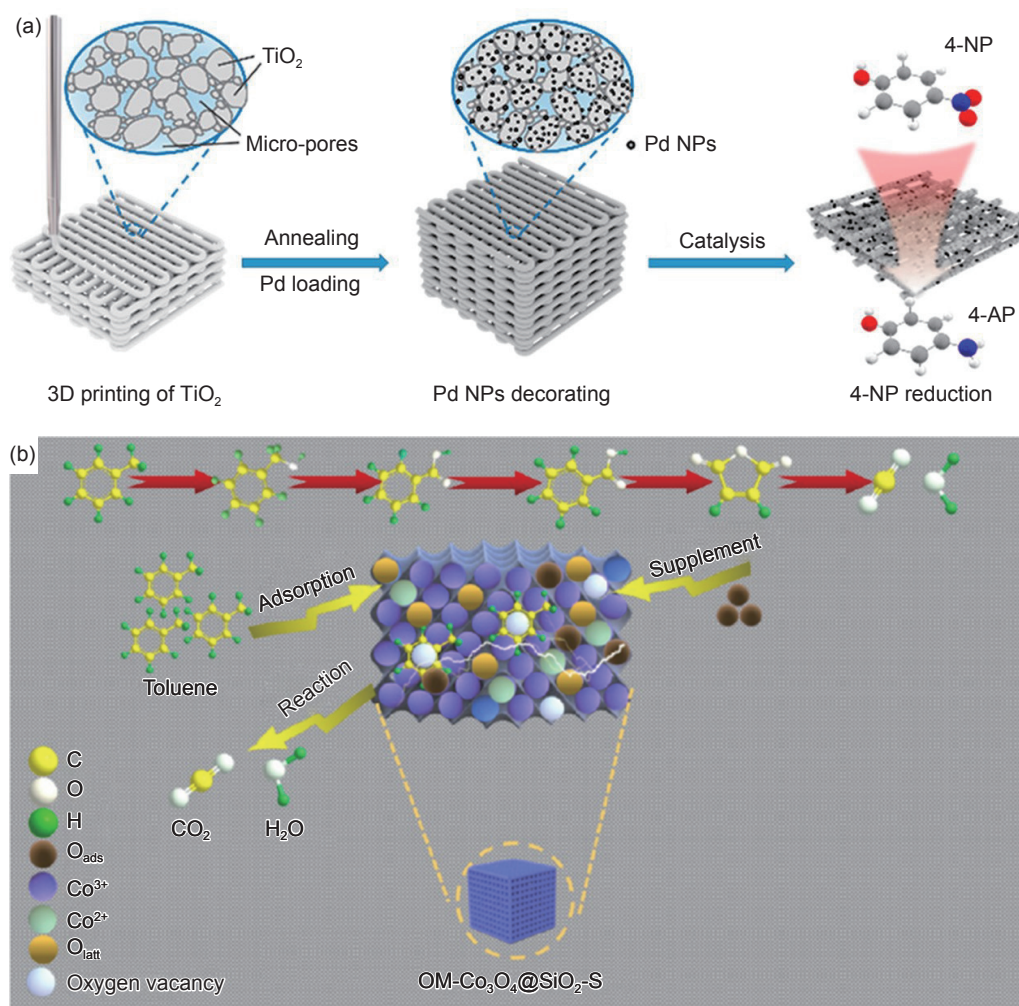 (a)
TiO₂
Micro-pores
Pd NPs
4-NP
Annealing
Pd loading
Catalysis
4-AP
3D printing of TiO₂
Pd NPs decorating
4-NP reduction
(b)
Adsorption
Supplement
Toluene
Reaction
CO₂
H₂O
C
O
H
Oads
Co³⁺
Co²⁺
Olatt
Oxygen vacancy
OM-Co₃O₄@SiO₂-S